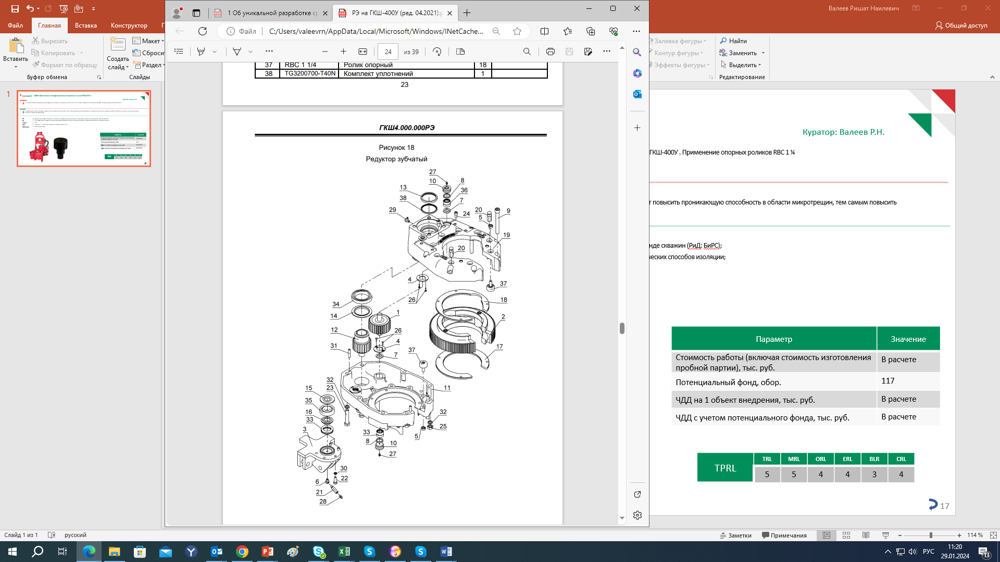 Валеев Ришат Наилевич
Файл
Главная
Вставка
Конструктор
Общий доступ
Вставить
Вырезать
Копировать
Формат по образцу
Буфер обмена
Создать
слайд
Макет
Сбросить
Раздел
Слайды
1 Об уникальной разработке ср
РЭ на ГКШ-400У (ред. 04.2021).p
Файл
C:/Users/valeevrn/AppData/Local/Microsoft/Windows/INetCache...
24 из 39
Заливка фигуры
Контур фигуры
Эффекты фигуры
Найти
Заменить
Выделить
Редактирование
1
37 RBC 1 1/4 Ролик опорный 18
38 TG3200700-T40N Комплект уплотнений 1
23
ГКШ4.000.000РЭ
Рисунок 18
Редуктор зубчатый
27
10 8
13 36
38 7
29 24 20 9
5
19
20
4 37
26 18
34
14 1 2
12 26
31 4 17
7 37
32 11
23
15
35
16 32
33 25
3 33 5
8 10
27
30
6 22
21
28
Куратор: Валеев Р.Н.
ГКШ-400У . Применение опорных роликов RBC 1 ¼
т повысить проникающую способность в области микротрещин, тем самым повысить
нде скважин (РиД: БиРС);
ческих способов изоляции;
Параметр Значение
Стоимость работы (включая стоимость изготовления
пробной партии), тыс. руб. В расчете
Потенциальный фонд, обор. 117
ЧДД на 1 объект внедрения, тыс. руб. В расчете
ЧДД с учетом потенциального фонда, тыс. руб. В расчете
TPRL TRL MRL ORL ERL BLR CRL
5 5 4 4 3 4
17
Слайд 1 из 1 русский
Заметки Примечания 114 %
РУС
11:20
29.01.2024
13